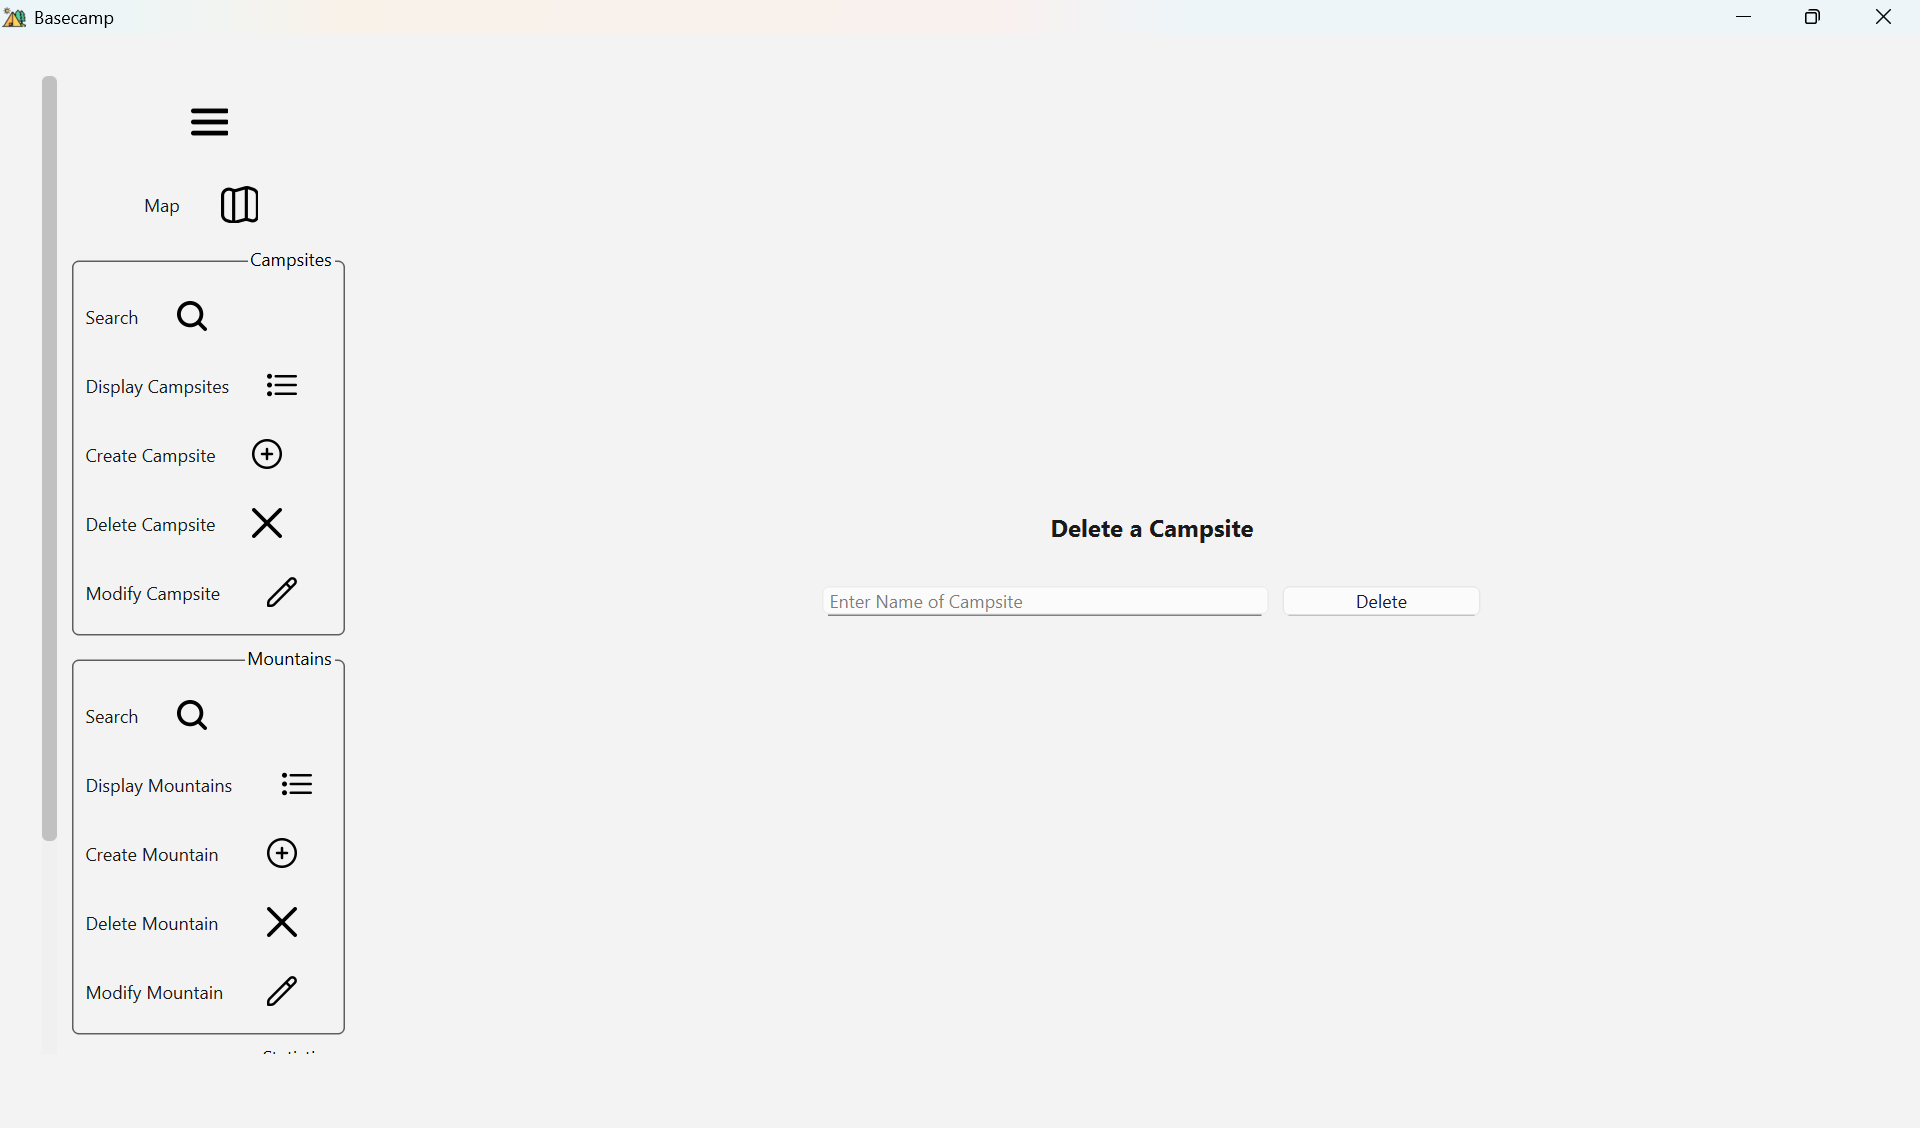 Basecamp
Map
Campsites
Search
Display Campsites
Create Campsite
Delete Campsite
Modify Campsite
Mountains
Search
Display Mountains
Create Mountain
Delete Mountain
Modify Mountain
Delete a Campsite
Enter Name of Campsite
Delete